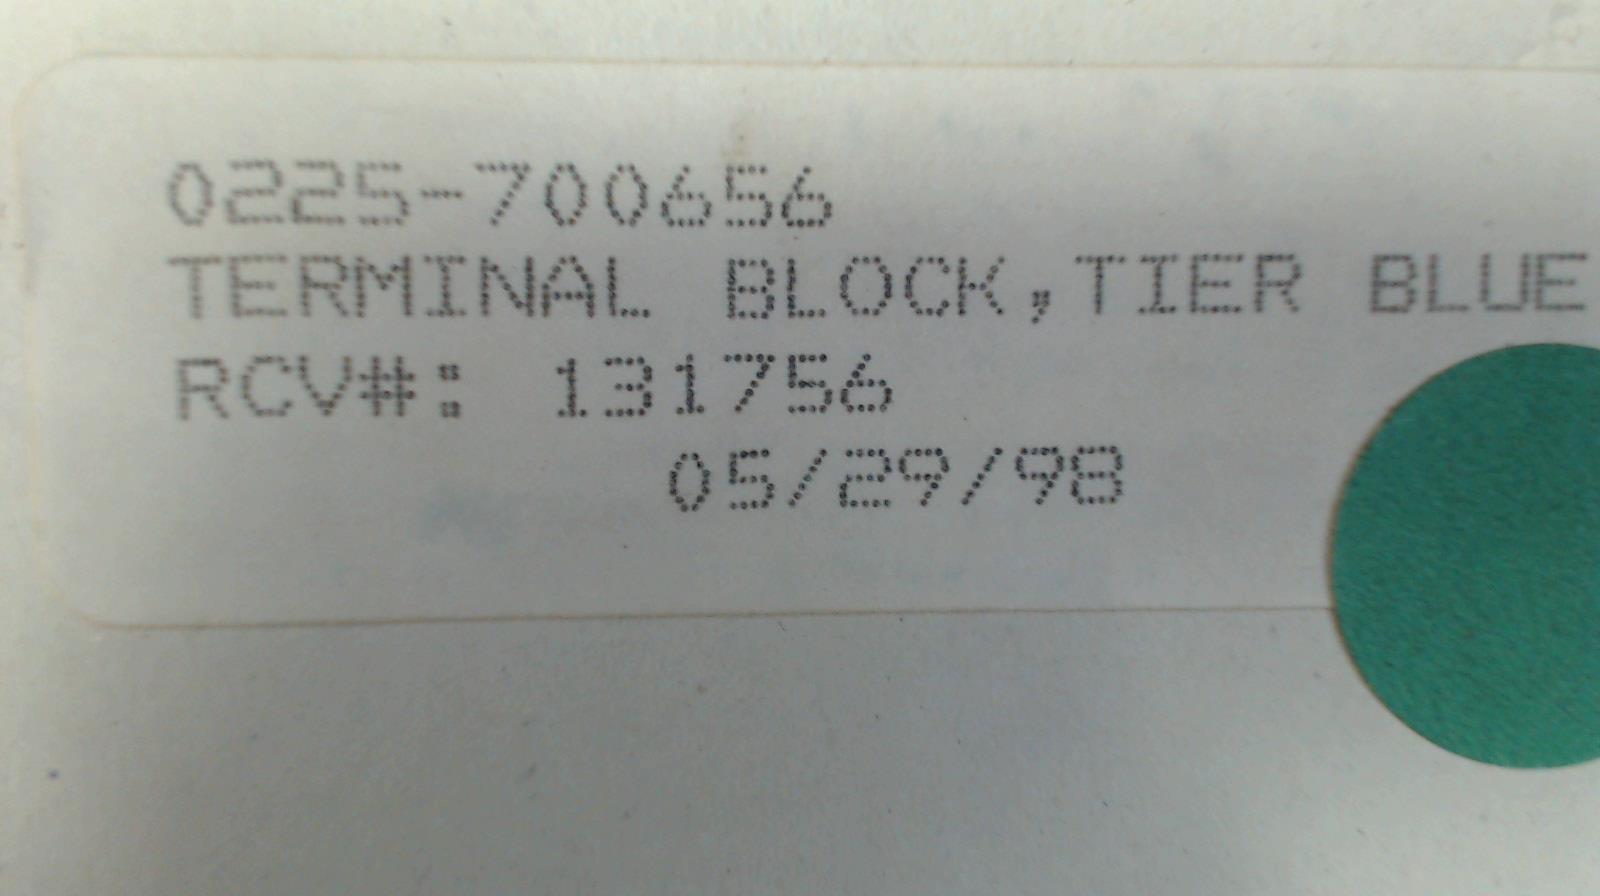 0225-700656
TERMINAL BLOCK,TIER BLUE
RCV#: 131756
05/29/98